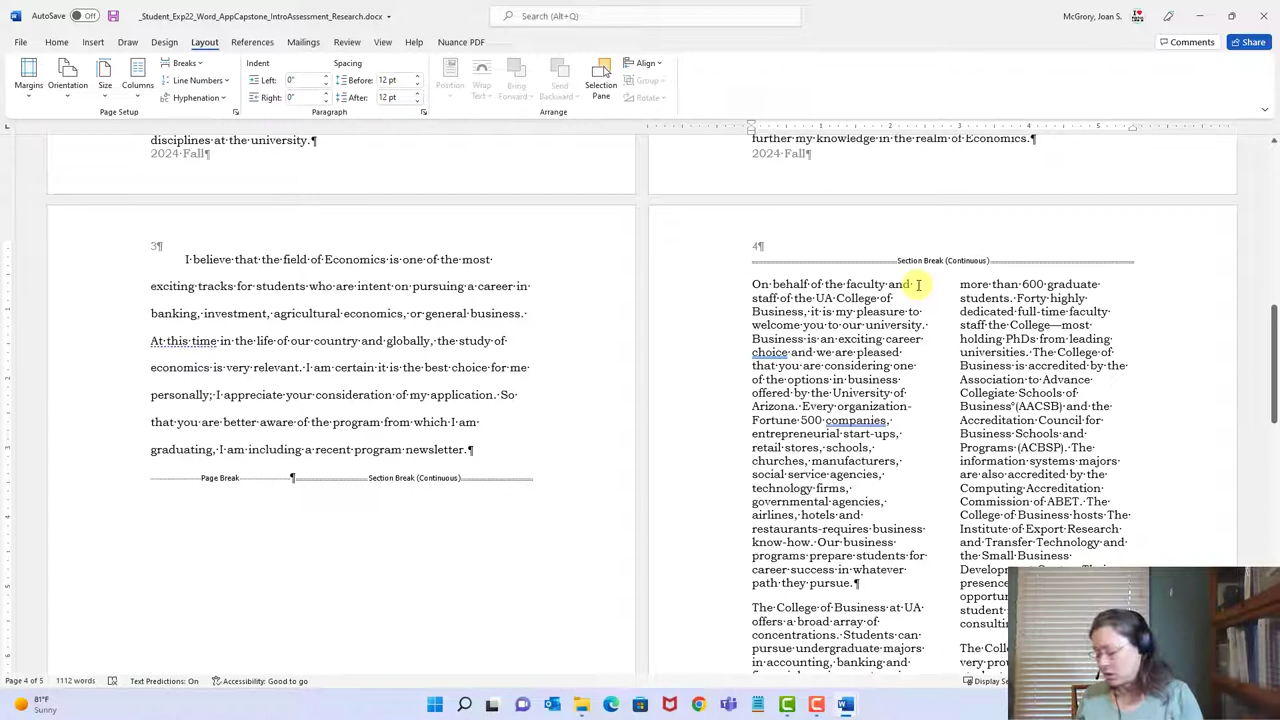 AutoSave Off _Student_Exp22_Word_AppCapstone_IntroAssessment_Research.docx
Search (Alt+Q)
McGrory, Joan S.
File Home Insert Draw Design Layout References Mailings Review View Help Nuance PDF
Comments Share
Margins Orientation Size Columns
Breaks
Line Numbers
Hyphenation
Page Setup
Indent Spacing
Left: 0" Before: 12 pt
Right: 0" After: 12 pt
Paragraph
Position Wrap Text Bring Forward Send Backward Selection Pane
Align
Group
Rotate
Arrange
disciplines·at·the·university.¶
2024·Fall¶
further·my·knowledge·in·the·realm·of·Economics.¶
2024·Fall¶
3¶
I·believe·that·the·field·of·Economics·is·one·of·the·most·
exciting·tracks·for·students·who·are·intent·on·pursuing·a·career·in·
banking,·investment,·agricultural·economics,·or·general·business.·
At·this·time·in·the·life·of·our·country·and·globally,·the·study·of·
economics·is·very·relevant.·I·am·certain·it·is·the·best·choice·for·me·
personally;·I·appreciate·your·consideration·of·my·application.·So·
that·you·are·better·aware·of·the·program·from·which·I·am·
graduating,·I·am·including·a·recent·program·newsletter.¶
Page Break ¶ Section Break (Continuous)
4¶
Section Break (Continuous)
On·behalf·of·the·faculty·and·
staff·of·the·UA·College·of·
Business,·it·is·my·pleasure·to·
welcome·you·to·our·university.·
Business·is·an·exciting·career·
choice·and·we·are·pleased·
that·you·are·considering·one·
of·the·options·in·business·
offered·by·the·University·of·
Arizona.·Every·organization-
Fortune·500·companies,·
entrepreneurial·start-ups,·
retail·stores,·schools,·
churches,·manufacturers,·
social·service·agencies,·
technology·firms,·
governmental·agencies,·
airlines,·hotels·and·
restaurants-requires·business·
know-how.·Our·business·
programs·prepare·students·for·
career·success·in·whatever·
path·they·pursue.¶
The·College·of·Business·at·UA·
offers·a·broad·array·of·
concentrations.·Students·can·
pursue·undergraduate·majors·
in·accounting,·banking·and·
more·than·600·graduate·
students.·Forty·highly·
dedicated·full-time·faculty·
staff·the·College—most·
holding·PhDs·from·leading·
universities.·The·College·of·
Business·is·accredited·by·the·
Association·to·Advance·
Collegiate·Schools·of·
Business°(AACSB)·and·the·
Accreditation·Council·for·
Business·Schools·and·
Programs·(ACBSP).·The·
information·systems·majors·
are·also·accredited·by·the·
Computing·Accreditation·
Commission·of·ABET.·The·
College·of·Business·hosts·The·
Institute·of·Export·Research·
and·Transfer·Technology·and·
the·Small·Business·
presence
student
The·Coll
very·prou
Page 4 of 5 1112 words Text Predictions: On Accessibility: Good to go
81°F
Sunny